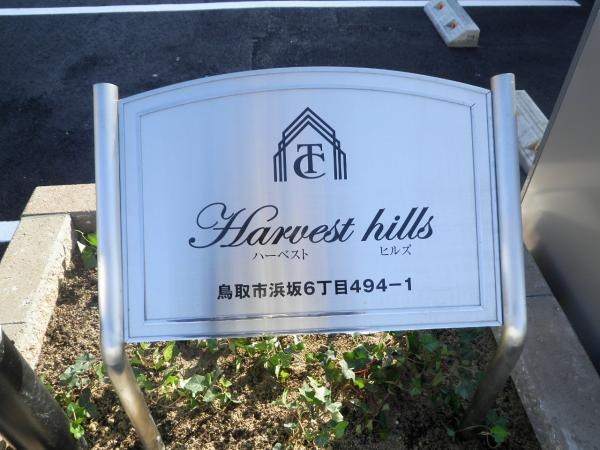 TC
Harvest hills
ハーベスト ヒルズ
鳥取市浜坂6丁目494-1